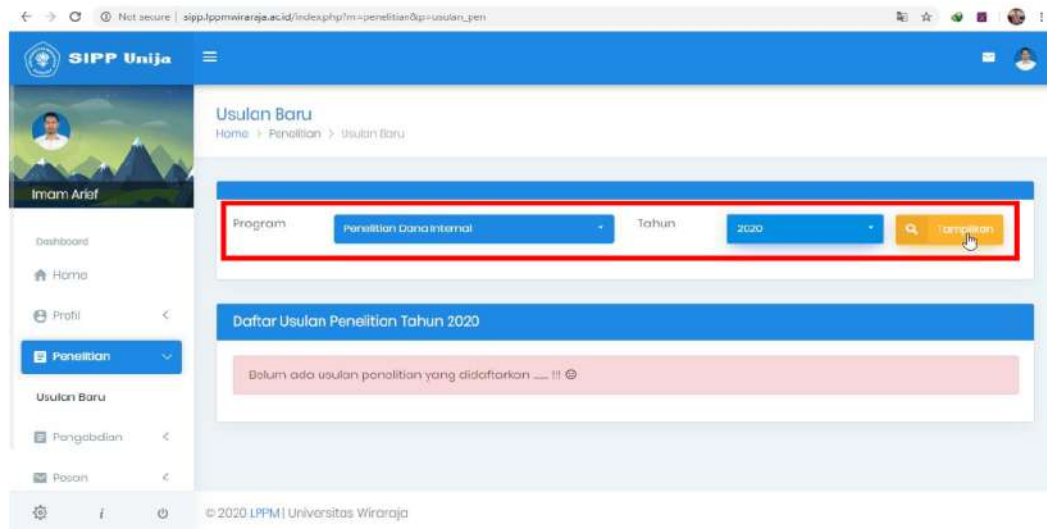 Not secure | sipp.lppmwiraraja.ac.id/index.php?m=penelitian&p=usulan_pen
SIPP Unija
Usulan Baru
Home > Penelitian > Usulan Baru
Imam Arief
Program
Penelitian Dana Internal
Tahun
2020
Tampilkan
Dashboard
Home
Profil
Penelitian
Usulan Baru
Pengabdian
Pesan
Daftar Usulan Penelitian Tahun 2020
Belum ada usulan penelitian yang didaftarkan ..... !!! ☹
© 2020 LPPM | Universitas Wiraraja